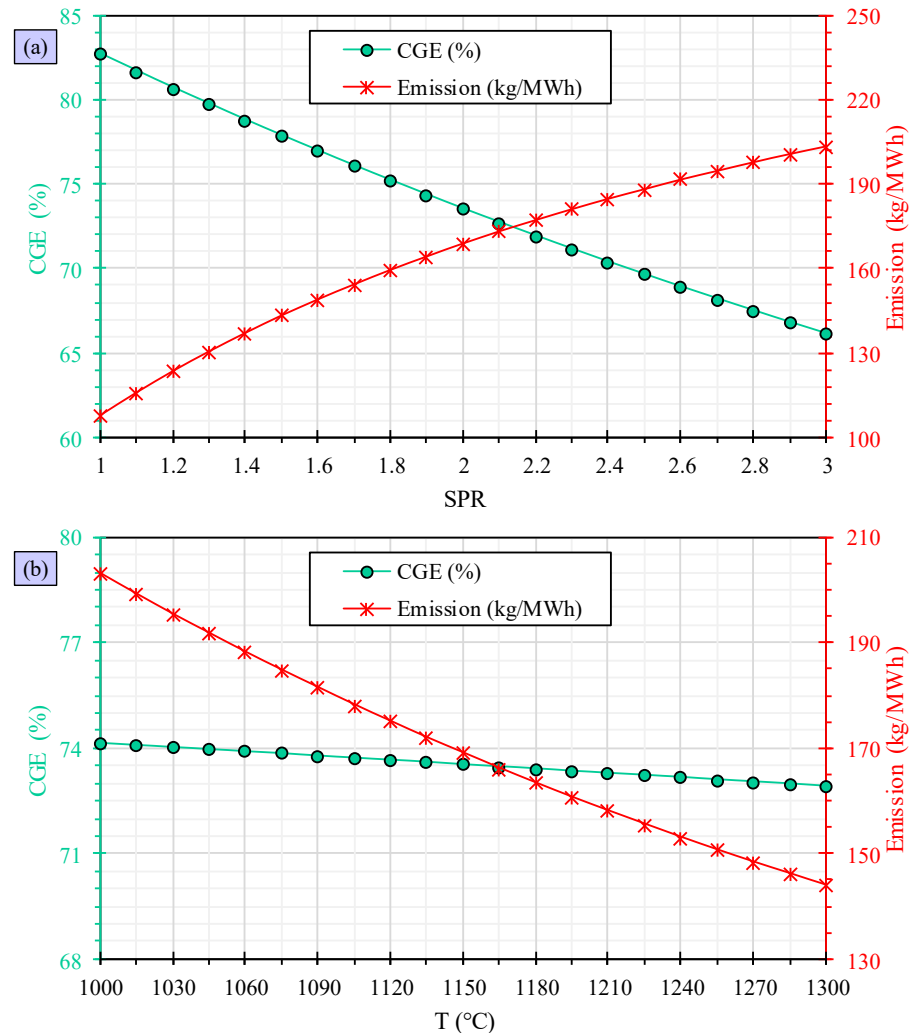 (a)
CGE (%)
Emission (kg/MWh)
85
80
75
70
65
60
CGE (%)
250
220
190
160
130
100
Emission (kg/MWh)
1 1.2 1.4 1.6 1.8 2 2.2 2.4 2.6 2.8 3
SPR
(b)
CGE (%)
Emission (kg/MWh)
80
77
74
71
68
CGE (%)
210
190
170
150
130
Emission (kg/MWh)
1000 1030 1060 1090 1120 1150 1180 1210 1240 1270 1300
T (°C)